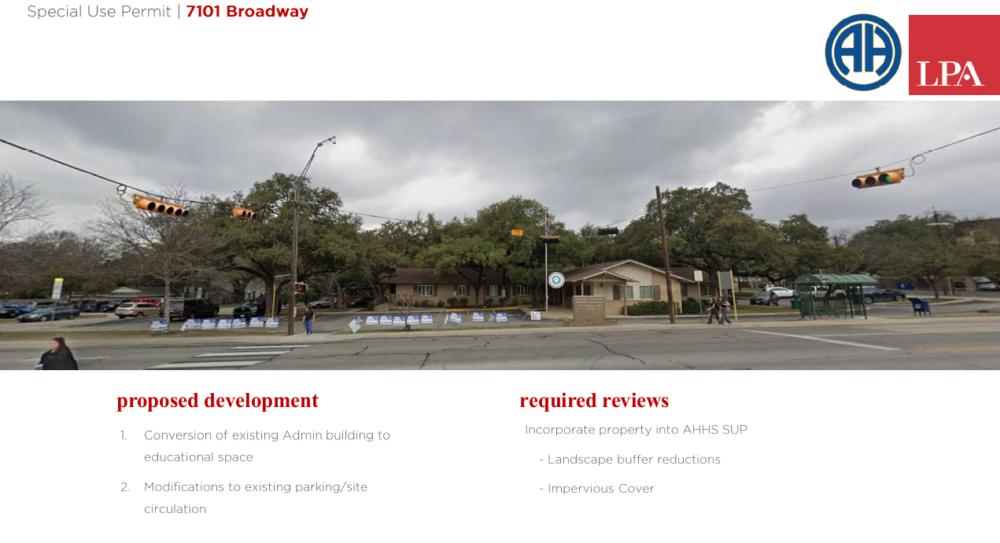 Special Use Permit | 7101 Broadway
AH
LPA
proposed development
1. Conversion of existing Admin building to
educational space
2. Modifications to existing parking/site
circulation
required reviews
Incorporate property into AHHS SUP
- Landscape buffer reductions
- Impervious Cover